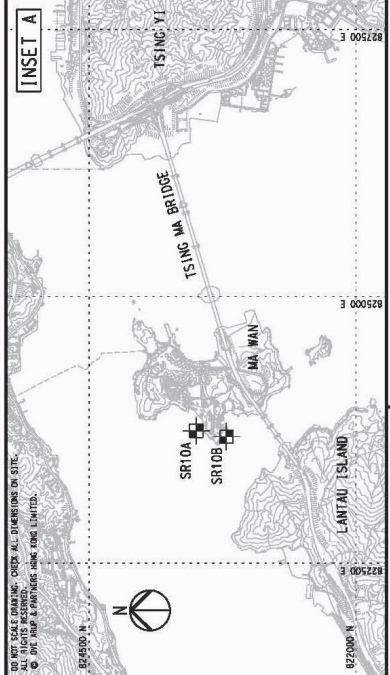 INSET A
DO NOT SCALE DRAWING. CHECK ALL DIMENSIONS ON SITE.
ALL RIGHTS RESERVED.
© OVE ARUP & PARTNERS HONG KONG LIMITED.
N
824500 N
822000 N
822500 E
825000 E
827500 E
TSING YI
TSING MA BRIDGE
MA WAN
SR10A
SR10B
LANTAU ISLAND